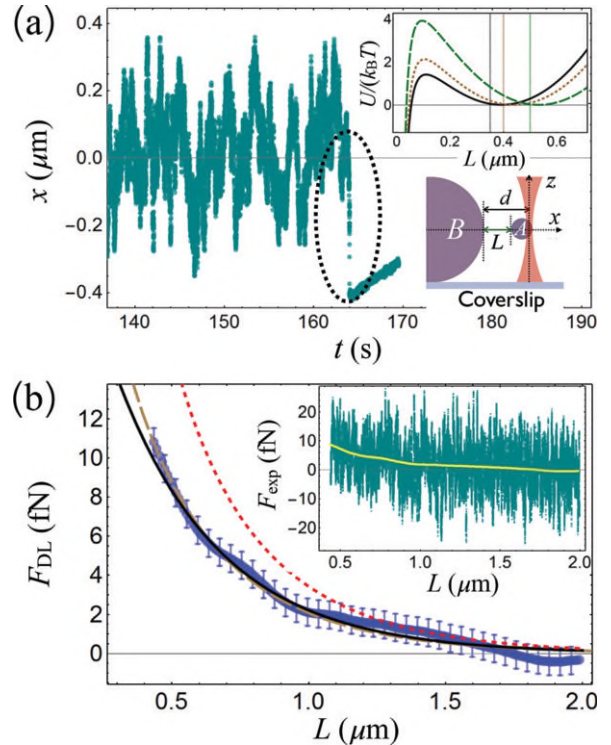 (a)
0.4
0.2
0.0
−0.2
−0.4
x (μm)
140
150
160
170
180
190
t (s)
4
2
0
U/(kBT)
0
0.2
0.4
0.6
L (μm)
B
A
d
L
z
x
Coverslip
(b)
12
10
8
6
4
2
0
FDL (fN)
0.5
1.0
1.5
2.0
L (μm)
20
10
0
−10
−20
Fexp (fN)
0.5
1.0
1.5
2.0
L (μm)